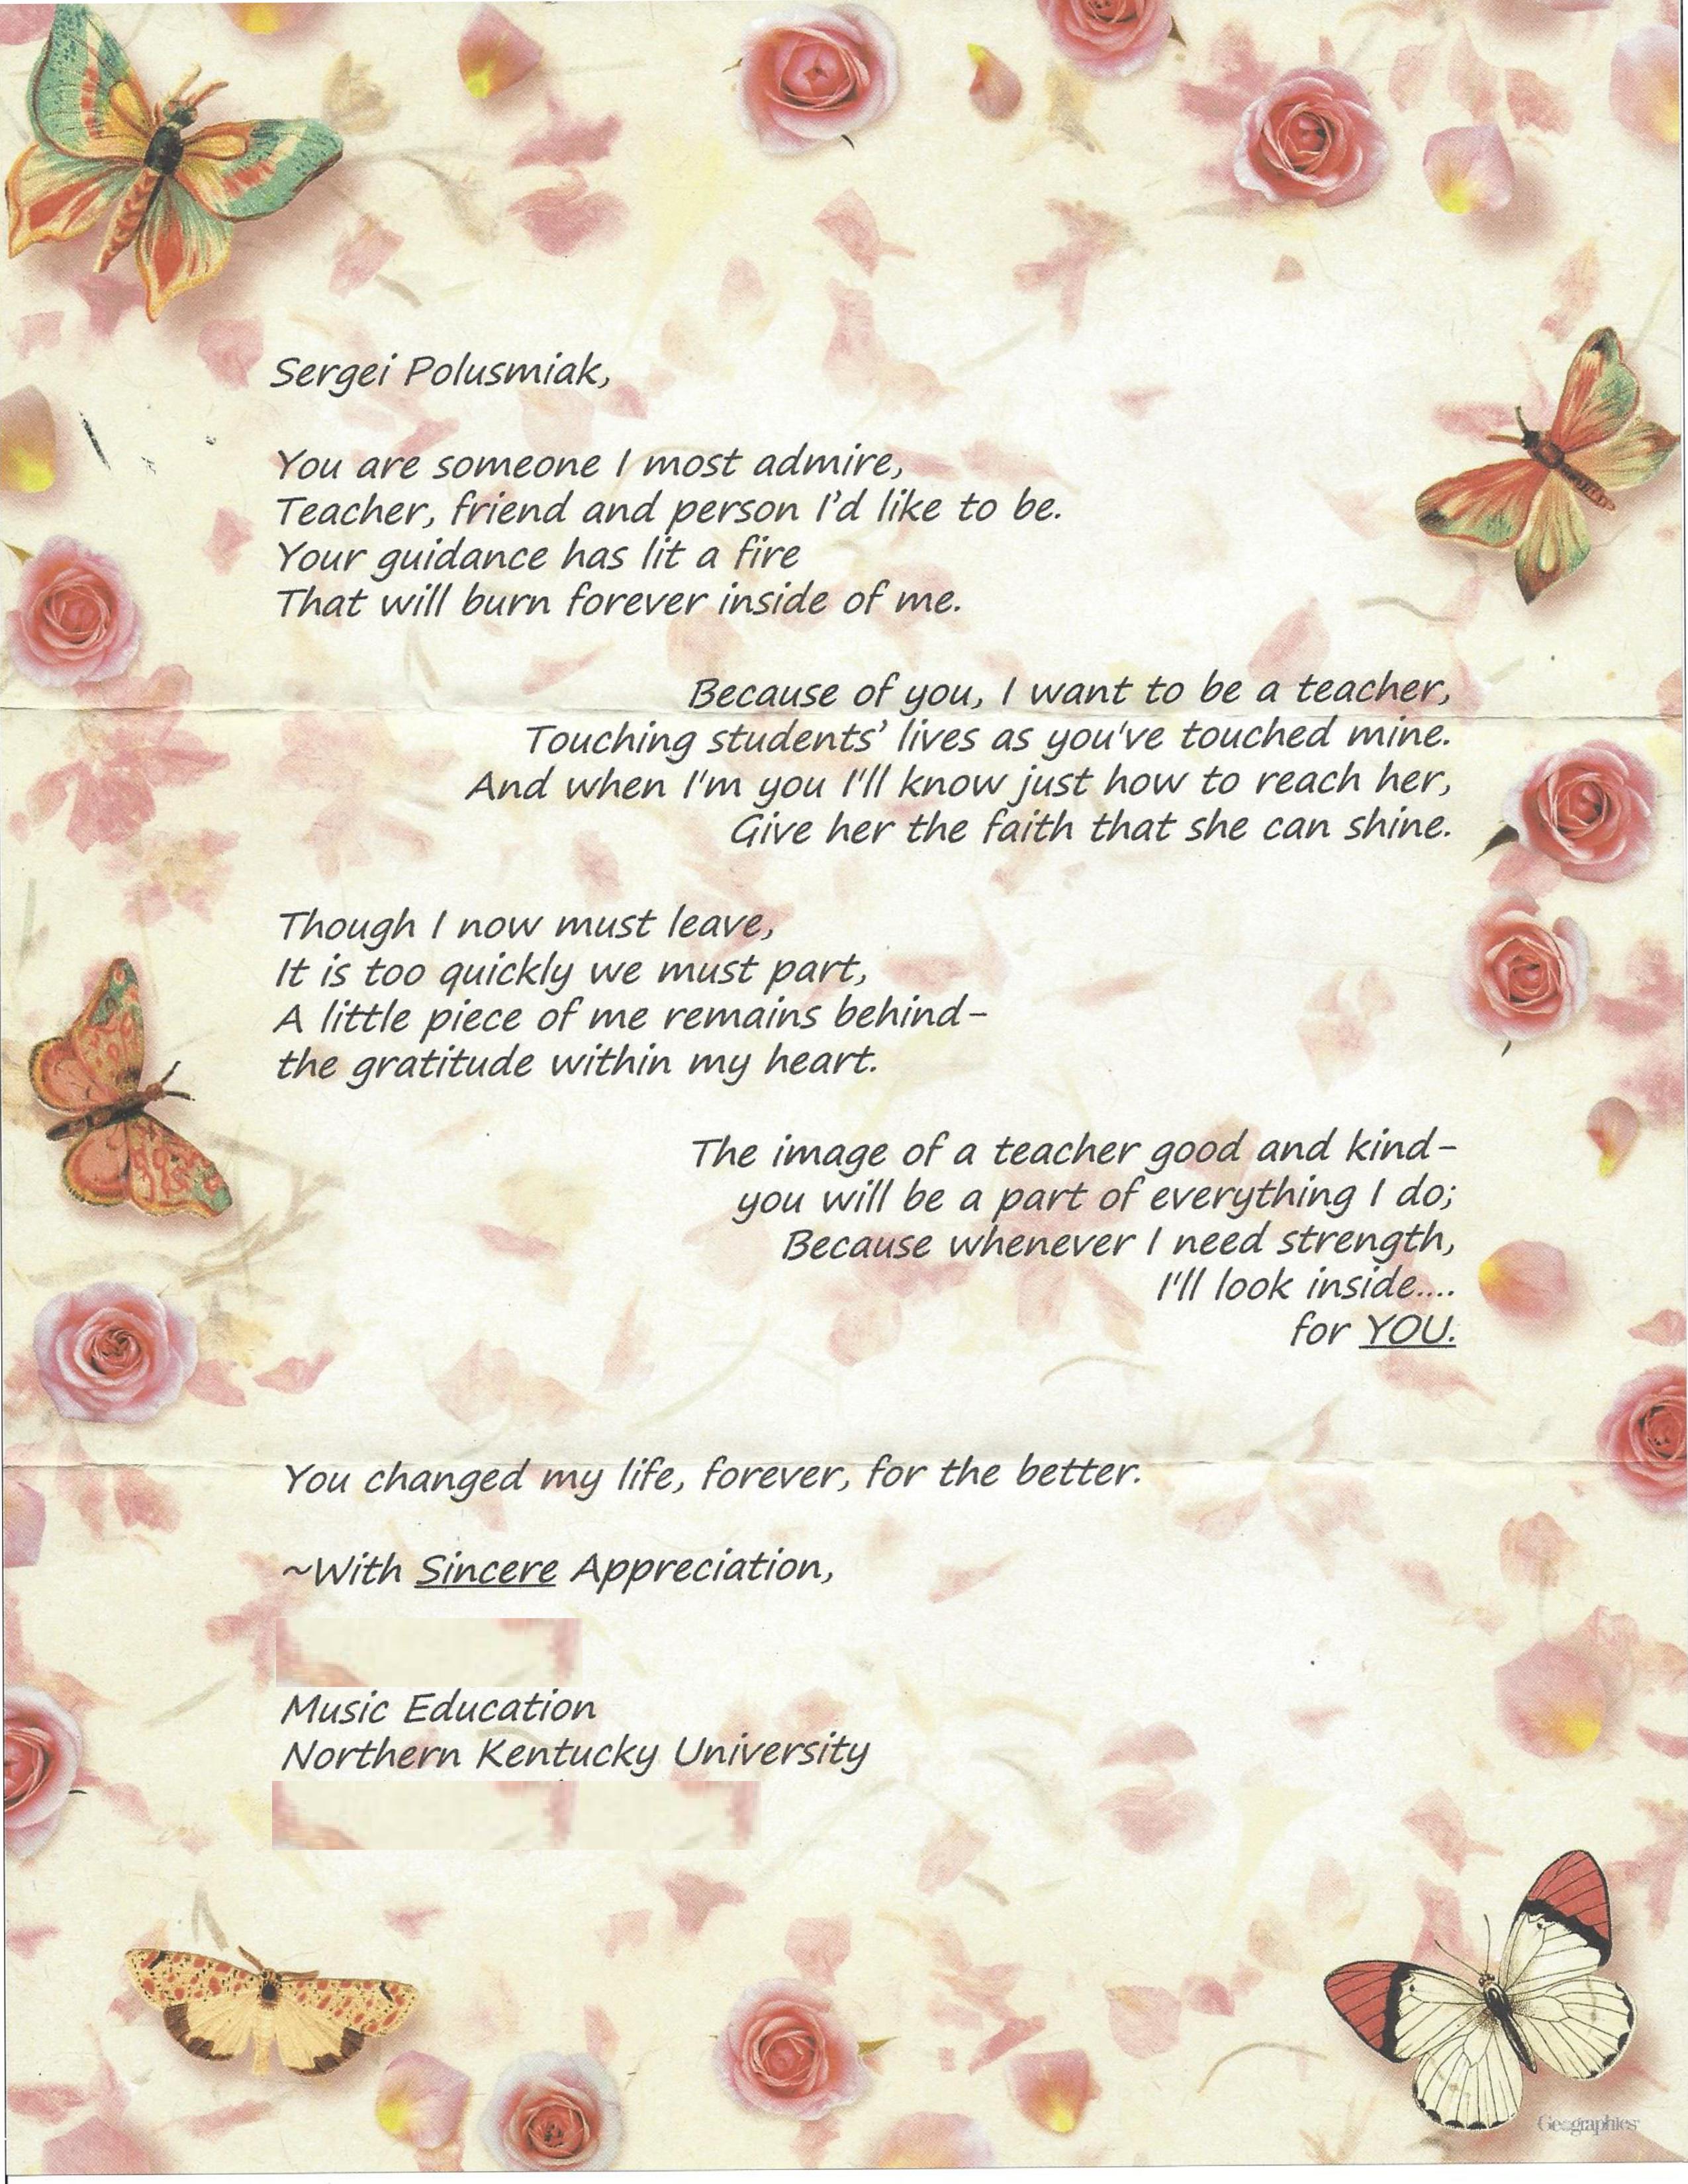 Sergei Polusmiak,
You are someone I most admire,
Teacher, friend and person I'd like to be.
Your guidance has lit a fire
That will burn forever inside of me.
Because of you, I want to be a teacher,
Touching students' lives as you've touched mine.
And when I'm you I'll know just how to reach her,
Give her the faith that she can shine.
Though I now must leave,
It is too quickly we must part,
A little piece of me remains behind-
the gratitude within my heart.
The image of a teacher good and kind-
you will be a part of everything I do;
Because whenever I need strength,
I'll look inside....
for YOU.
You changed my life, forever, for the better.
~With Sincere Appreciation,
Music Education
Northern Kentucky University
Geographics